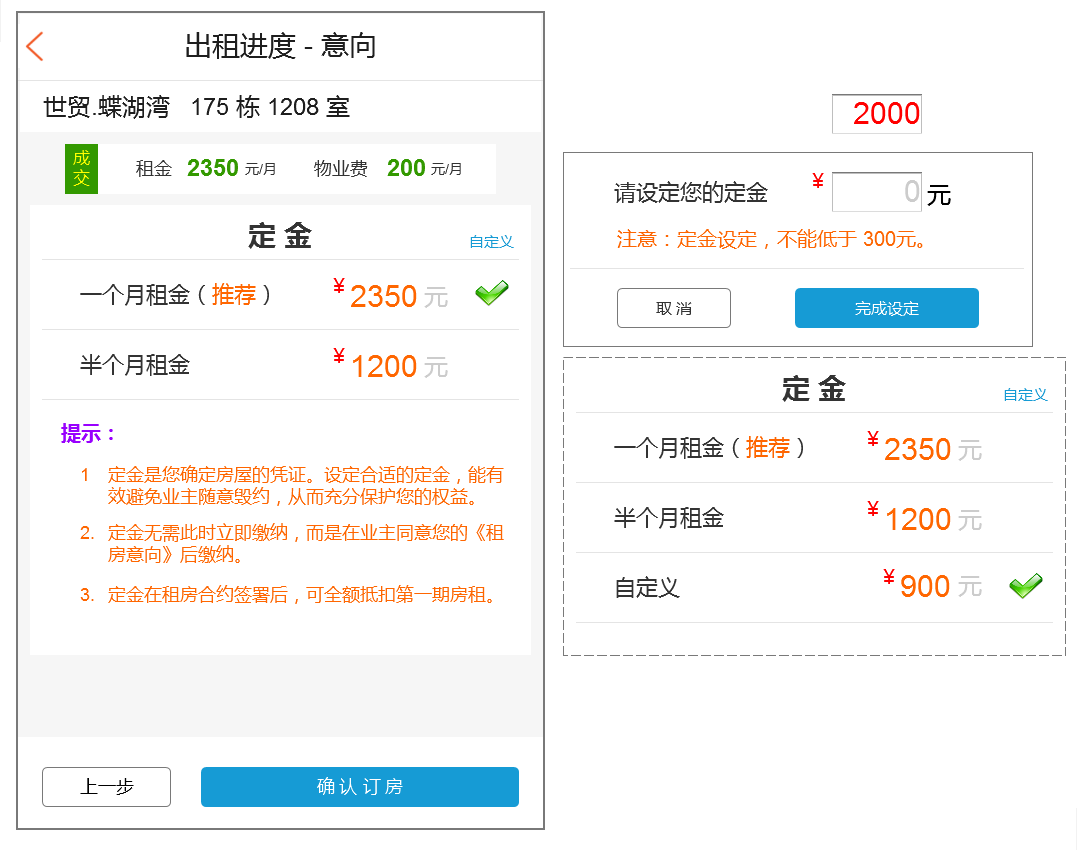 出租进度 - 意向
世贸.蝶湖湾 175 栋 1208 室
成交 租金 2350 元/月 物业费 200 元/月
定 金 自定义
一个月租金 ( 推荐 ) ¥ 2350 元
半个月租金 ¥ 1200 元
提示：
1 定金是您确定房屋的凭证。设定合适的定金，能有
效避免业主随意毁约，从而充分保护您的权益。
2. 定金无需此时立即缴纳，而是在业主同意您的《租
房意向》后缴纳。
3. 定金在租房合约签署后，可全额抵扣第一期房租。
上一步 确 认 订 房
2000
请设定您的定金 ¥ 0 元
注意：定金设定，不能低于 300元。
取 消 完成设定
定 金 自定义
一个月租金 ( 推荐 ) ¥ 2350 元
半个月租金 ¥ 1200 元
自定义 ¥ 900 元